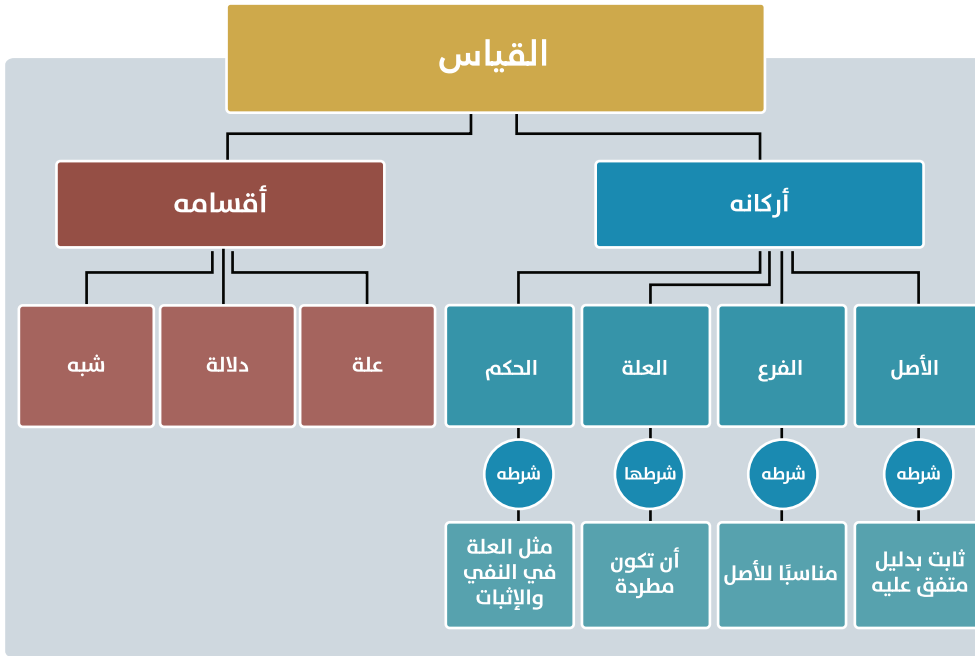 القياس
أركانه
أقسامه
الأصل
الفرع
العلة
الحكم
علة
دلالة
شبه
شرطه
شرطه
شرطها
شرطه
ثابت بدليل
متفق عليه
مناسبًا للأصل
أن تكون
مطردة
مثل العلة
في النفي
والإثبات